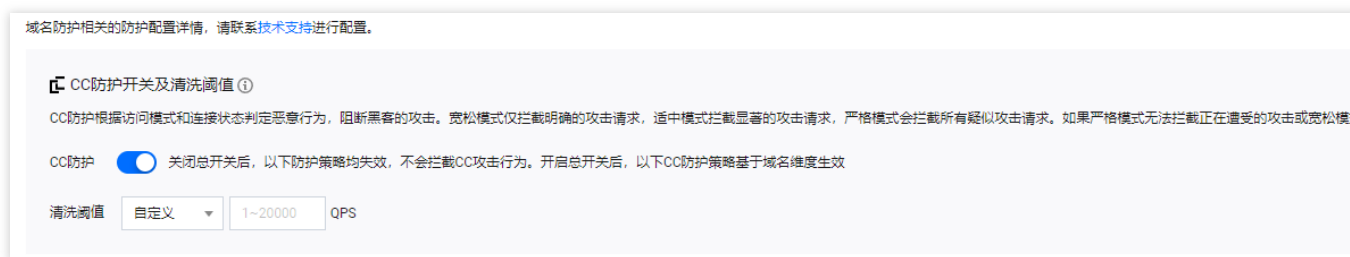 域名防护相关的防护配置详情，请联系技术支持进行配置。
CC防护开关及清洗阈值
CC防护根据访问模式和连接状态判定恶意行为，阻断黑客的攻击。宽松模式仅拦截明确的攻击请求，适中模式拦截显著的攻击请求，严格模式会拦截所有疑似攻击请求。如果严格模式无法拦截正在遭受的攻击或宽松模
CC防护 关闭总开关后，以下防护策略均失效，不会拦截CC攻击行为。开启总开关后，以下CC防护策略基于域名维度生效
清洗阈值 自定义 1~20000 QPS